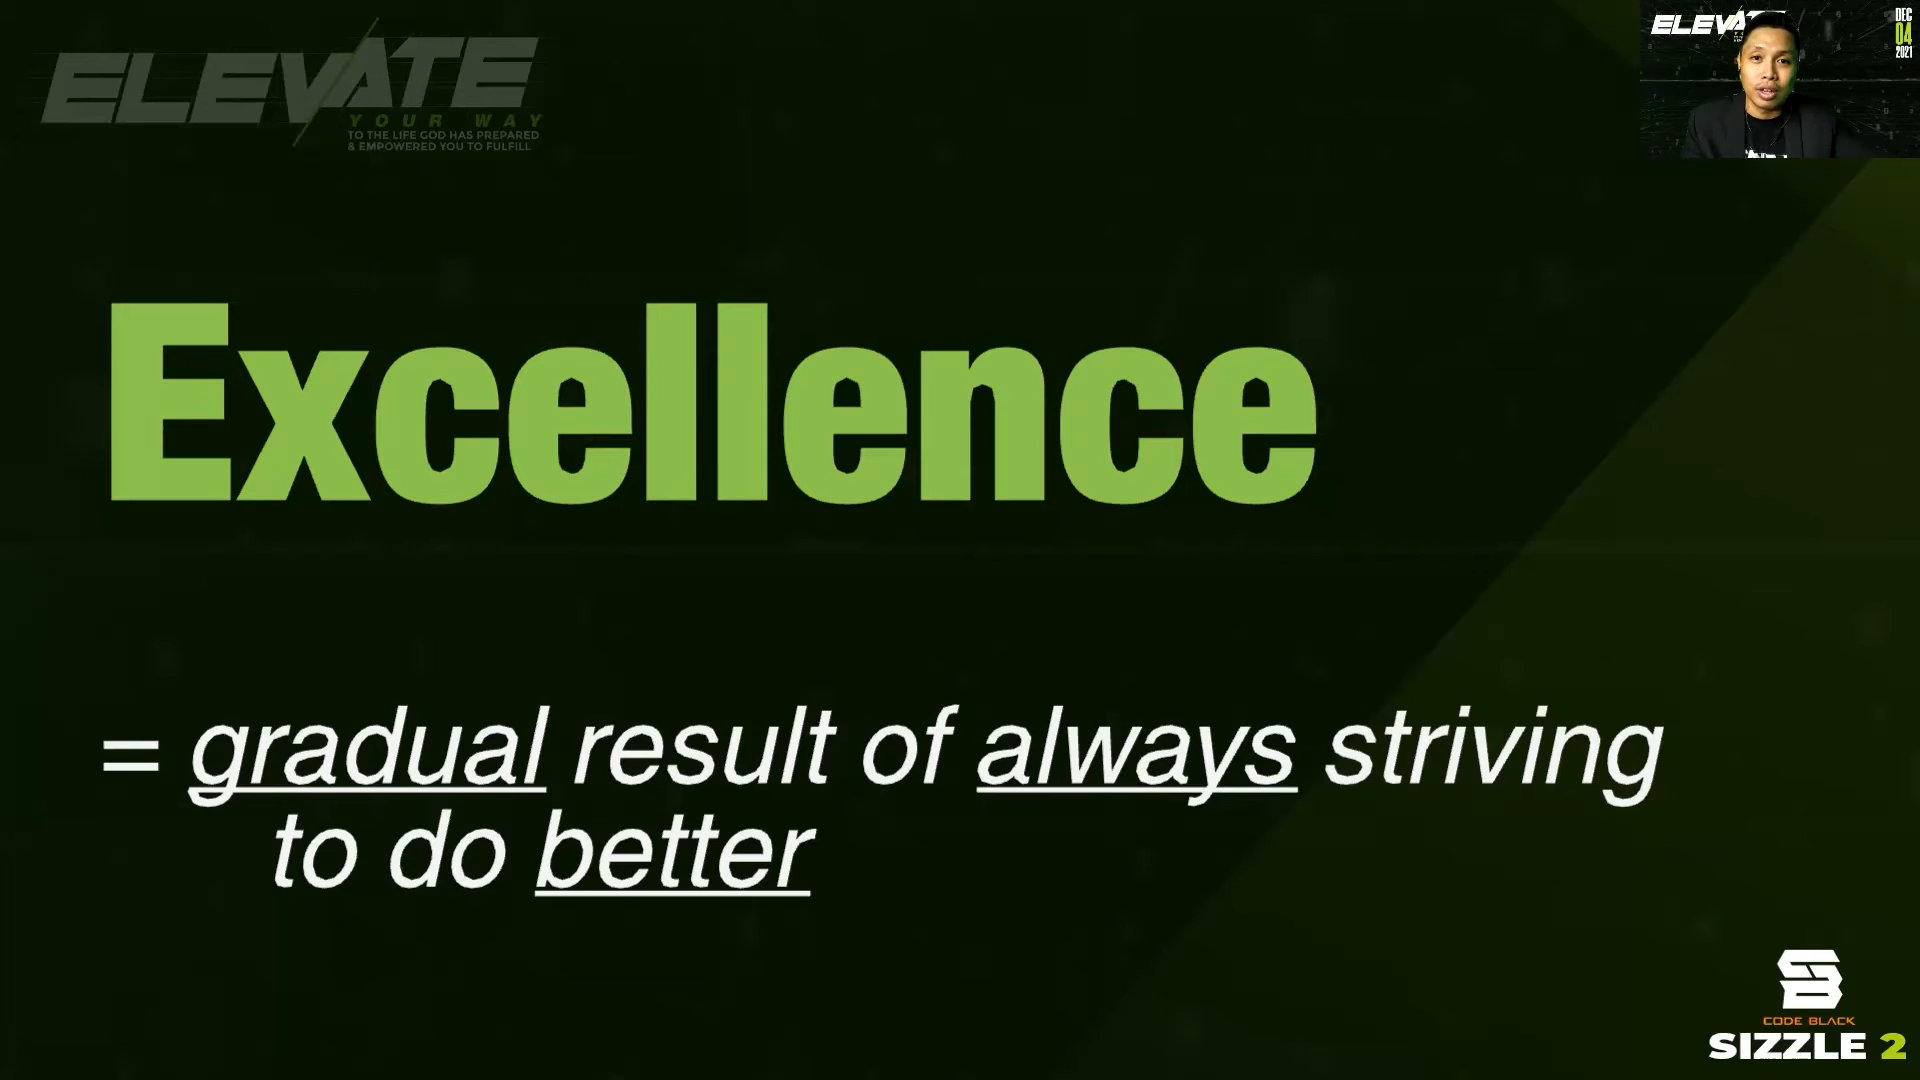 ELEVATE
YOUR WAY
TO THE LIFE GOD HAS PREPARED
& EMPOWERED YOU TO FULFILL
ELEVA
DEC
04
2021
Excellence
= gradual result of always striving
to do better
CODE BLACK
SIZZLE 2